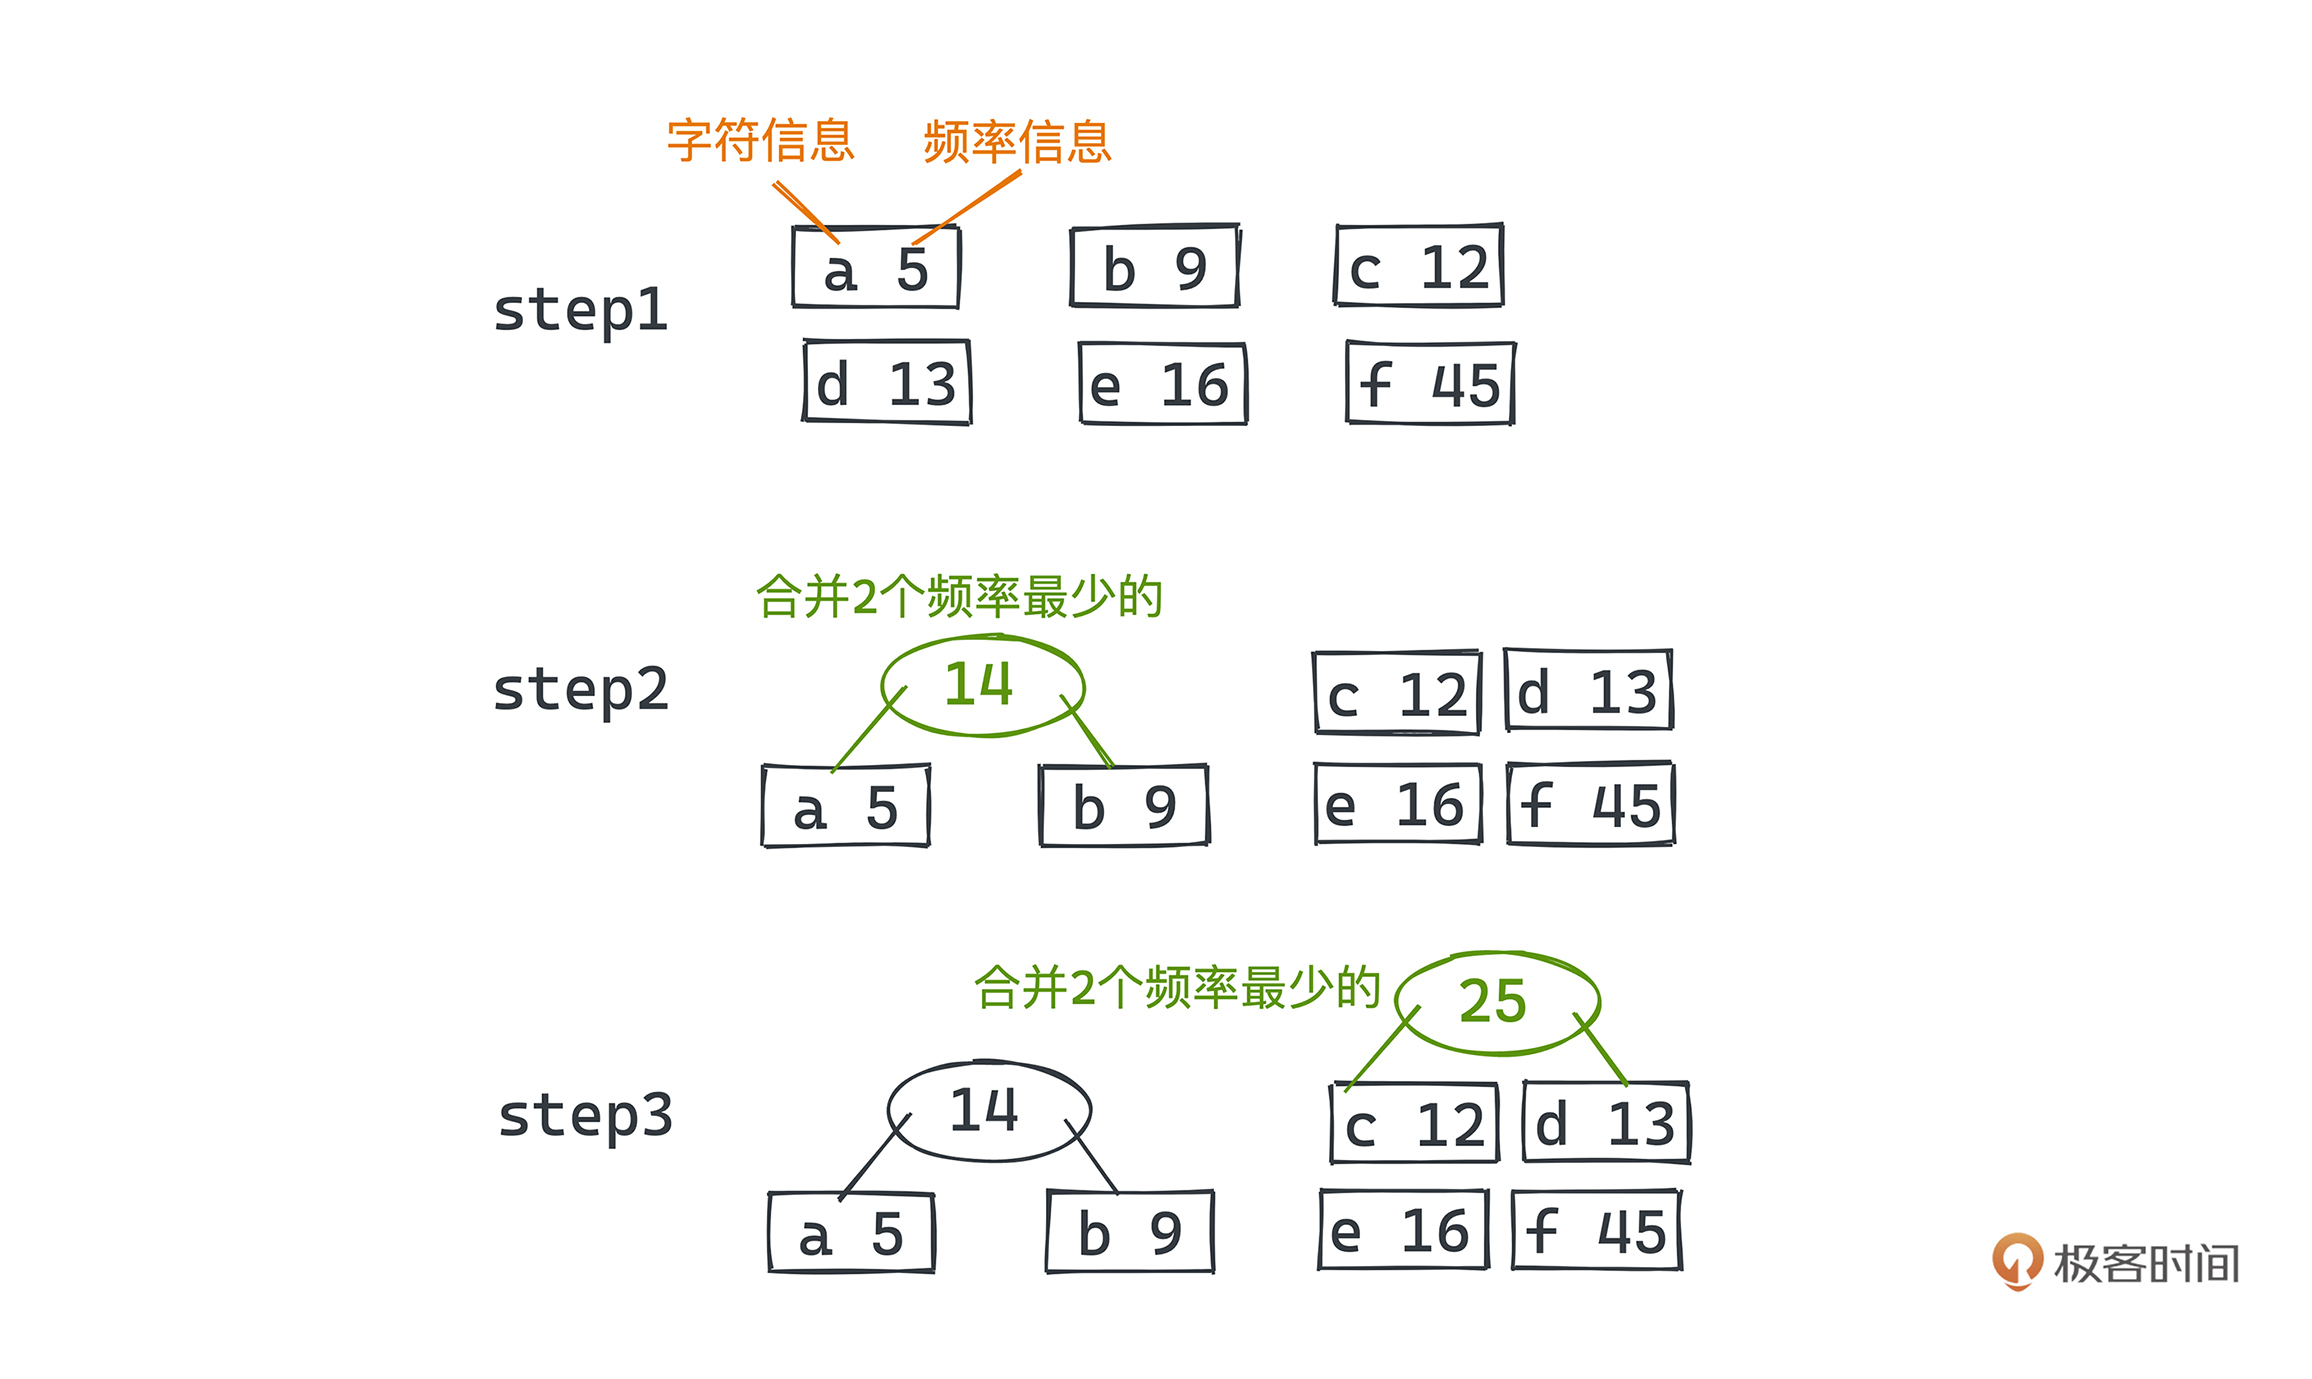 字符信息 频率信息
a 5 b 9 c 12
step1
d 13 e 16 f 45
合并2个频率最少的
14
step2
c 12 d 13
a 5 b 9 e 16 f 45
合并2个频率最少的 25
14
step3
c 12 d 13
a 5 b 9 e 16 f 45
极客时间